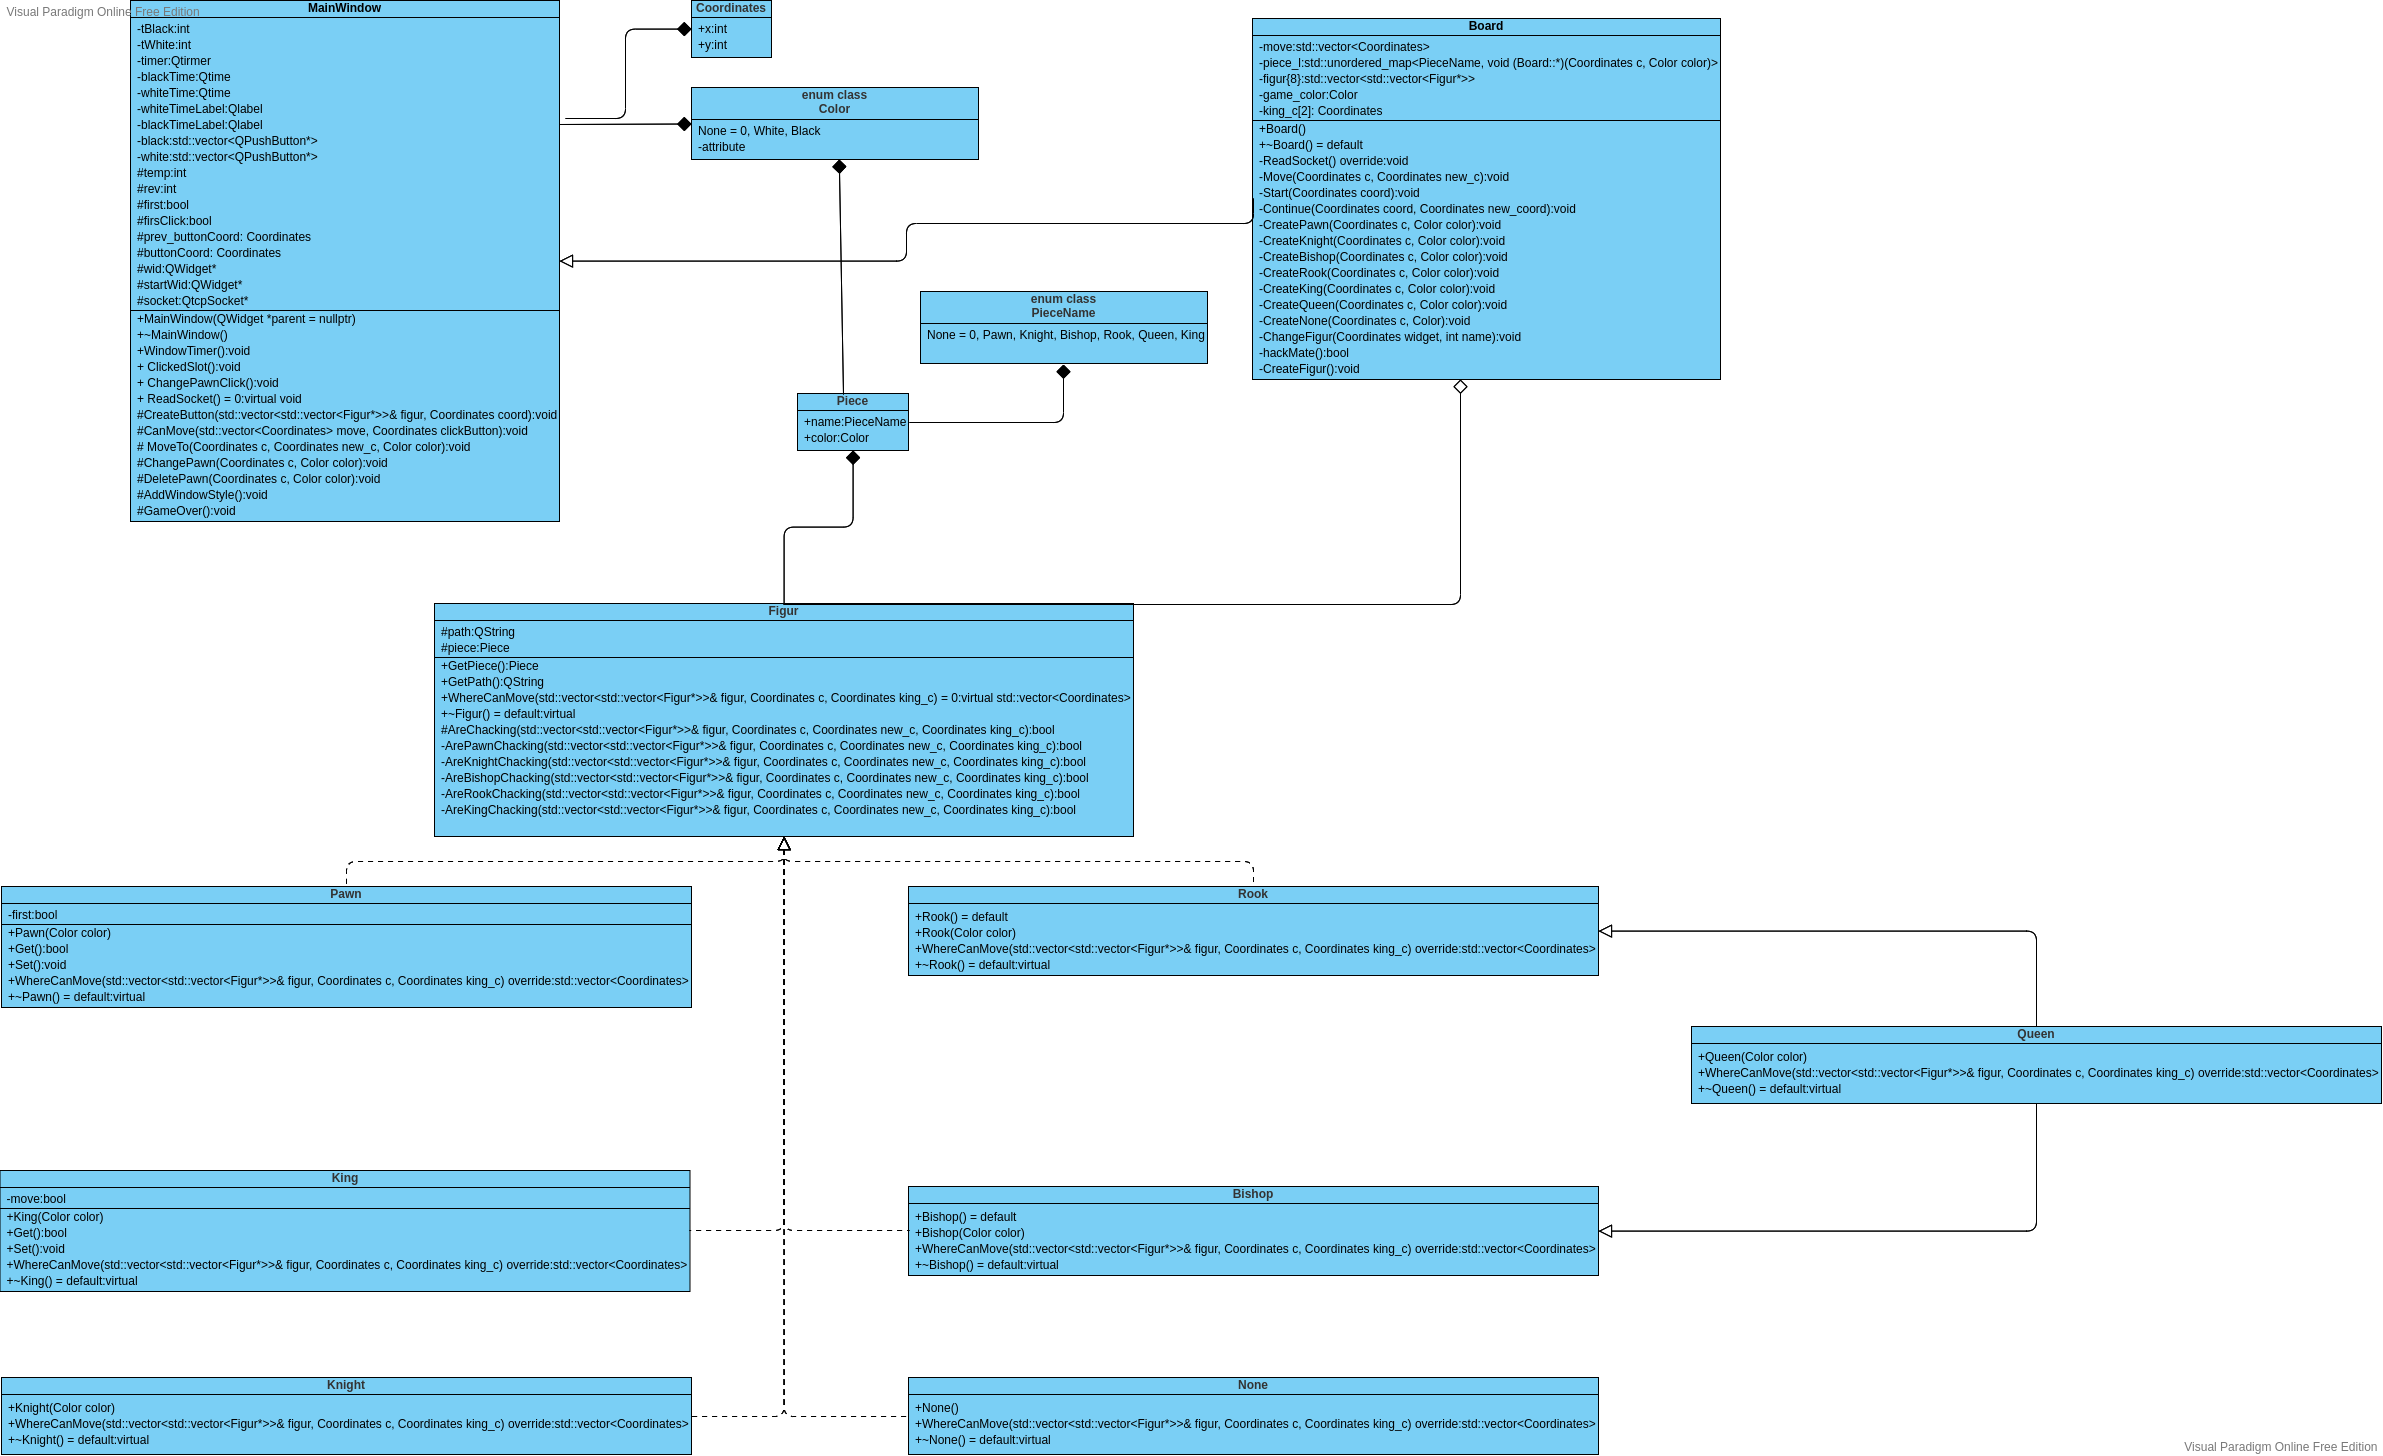 Visual Paradigm Online Free Edition
MainWindow
-tBlack:int
-tWhite:int
-timer:Qtirmer
-blackTime:Qtime
-whiteTime:Qtime
-whiteTimeLabel:Qlabel
-blackTimeLabel:Qlabel
-black:std::vector<QPushButton*>
-white:std::vector<QPushButton*>
#temp:int
#rev:int
#first:bool
#firsClick:bool
#prev_buttonCoord: Coordinates
#buttonCoord: Coordinates
#wid:QWidget*
#startWid:QWidget*
#socket:QtcpSocket*
+MainWindow(QWidget *parent = nullptr)
+~MainWindow()
+WindowTimer():void
+ ClickedSlot():void
+ ChangePawnClick():void
+ ReadSocket() = 0:virtual void
#CreateButton(std::vector<std::vector<Figur*>>& figur, Coordinates coord):void
#CanMove(std::vector<Coordinates> move, Coordinates clickButton):void
# MoveTo(Coordinates c, Coordinates new_c, Color color):void
#ChangePawn(Coordinates c, Color color):void
#DeletePawn(Coordinates c, Color color):void
#AddWindowStyle():void
#GameOver():void
Coordinates
+x:int
+y:int
enum class
Color
None = 0, White, Black
-attribute
Board
-move:std::vector<Coordinates>
-piece_l:std::unordered_map<PieceName, void (Board::*)(Coordinates c, Color color)>
-figur{8}:std::vector<std::vector<Figur*>>
-game_color:Color
-king_c[2]: Coordinates
+Board()
+~Board() = default
-ReadSocket() override:void
-Move(Coordinates c, Coordinates new_c):void
-Start(Coordinates coord):void
-Continue(Coordinates coord, Coordinates new_coord):void
-CreatePawn(Coordinates c, Color color):void
-CreateKnight(Coordinates c, Color color):void
-CreateBishop(Coordinates c, Color color):void
-CreateRook(Coordinates c, Color color):void
-CreateKing(Coordinates c, Color color):void
-CreateQueen(Coordinates c, Color color):void
-CreateNone(Coordinates c, Color):void
-ChangeFigur(Coordinates widget, int name):void
-hackMate():bool
-CreateFigur():void
enum class
PieceName
None = 0, Pawn, Knight, Bishop, Rook, Queen, King
Piece
+name:PieceName
+color:Color
Figur
#path:QString
#piece:Piece
+GetPiece():Piece
+GetPath():QString
+WhereCanMove(std::vector<std::vector<Figur*>>& figur, Coordinates c, Coordinates king_c) = 0:virtual std::vector<Coordinates>
+~Figur() = default:virtual
#AreChacking(std::vector<std::vector<Figur*>>& figur, Coordinates c, Coordinates new_c, Coordinates king_c):bool
-ArePawnChacking(std::vector<std::vector<Figur*>>& figur, Coordinates c, Coordinates new_c, Coordinates king_c):bool
-AreKnightChacking(std::vector<std::vector<Figur*>>& figur, Coordinates c, Coordinates new_c, Coordinates king_c):bool
-AreBishopChacking(std::vector<std::vector<Figur*>>& figur, Coordinates c, Coordinates new_c, Coordinates king_c):bool
-AreRookChacking(std::vector<std::vector<Figur*>>& figur, Coordinates c, Coordinates new_c, Coordinates king_c):bool
-AreKingChacking(std::vector<std::vector<Figur*>>& figur, Coordinates c, Coordinates new_c, Coordinates king_c):bool
Pawn
-first:bool
+Pawn(Color color)
+Get():bool
+Set():void
+WhereCanMove(std::vector<std::vector<Figur*>>& figur, Coordinates c, Coordinates king_c) override:std::vector<Coordinates>
+~Pawn() = default:virtual
Rook
+Rook() = default
+Rook(Color color)
+WhereCanMove(std::vector<std::vector<Figur*>>& figur, Coordinates c, Coordinates king_c) override:std::vector<Coordinates>
+~Rook() = default:virtual
Queen
+Queen(Color color)
+WhereCanMove(std::vector<std::vector<Figur*>>& figur, Coordinates c, Coordinates king_c) override:std::vector<Coordinates>
+~Queen() = default:virtual
King
-move:bool
+King(Color color)
+Get():bool
+Set():void
+WhereCanMove(std::vector<std::vector<Figur*>>& figur, Coordinates c, Coordinates king_c) override:std::vector<Coordinates>
+~King() = default:virtual
Bishop
+Bishop() = default
+Bishop(Color color)
+WhereCanMove(std::vector<std::vector<Figur*>>& figur, Coordinates c, Coordinates king_c) override:std::vector<Coordinates>
+~Bishop() = default:virtual
Knight
+Knight(Color color)
+WhereCanMove(std::vector<std::vector<Figur*>>& figur, Coordinates c, Coordinates king_c) override:std::vector<Coordinates>
+~Knight() = default:virtual
None
+None()
+WhereCanMove(std::vector<std::vector<Figur*>>& figur, Coordinates c, Coordinates king_c) override:std::vector<Coordinates>
+~None() = default:virtual
Visual Paradigm Online Free Edition